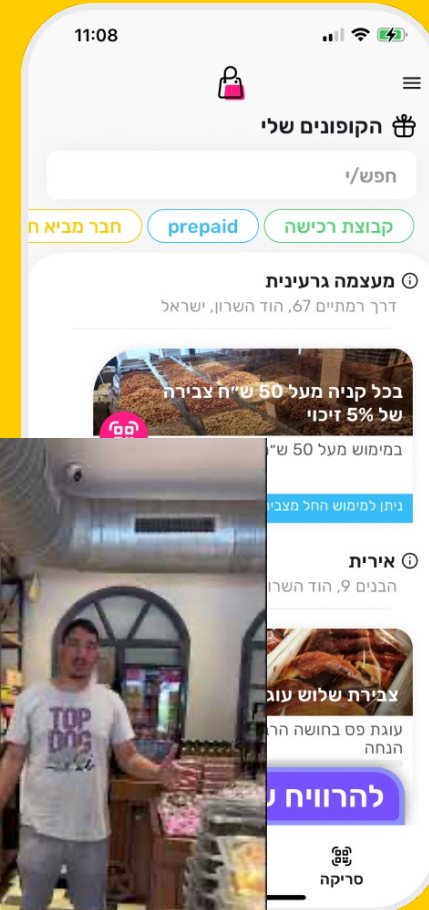 11:08
הקופונים שלי
חפש/י
קבוצת רכישה
prepaid
חבר מביא ח
מעצמה גרעינית
דרך רמתיים 67, הוד השרון, ישראל
בכל קניה מעל 50 ש״ח צבירה
של 5% זיכוי
במימוש מעל 50 ש״
ניתן למימוש החל מצביר
אירית
הבנים 9, הוד השרו
צבירת שלוש עוג
עוגת פס בחושה הרב
הנחה
להרוויח
סריקה
TOP
DOG